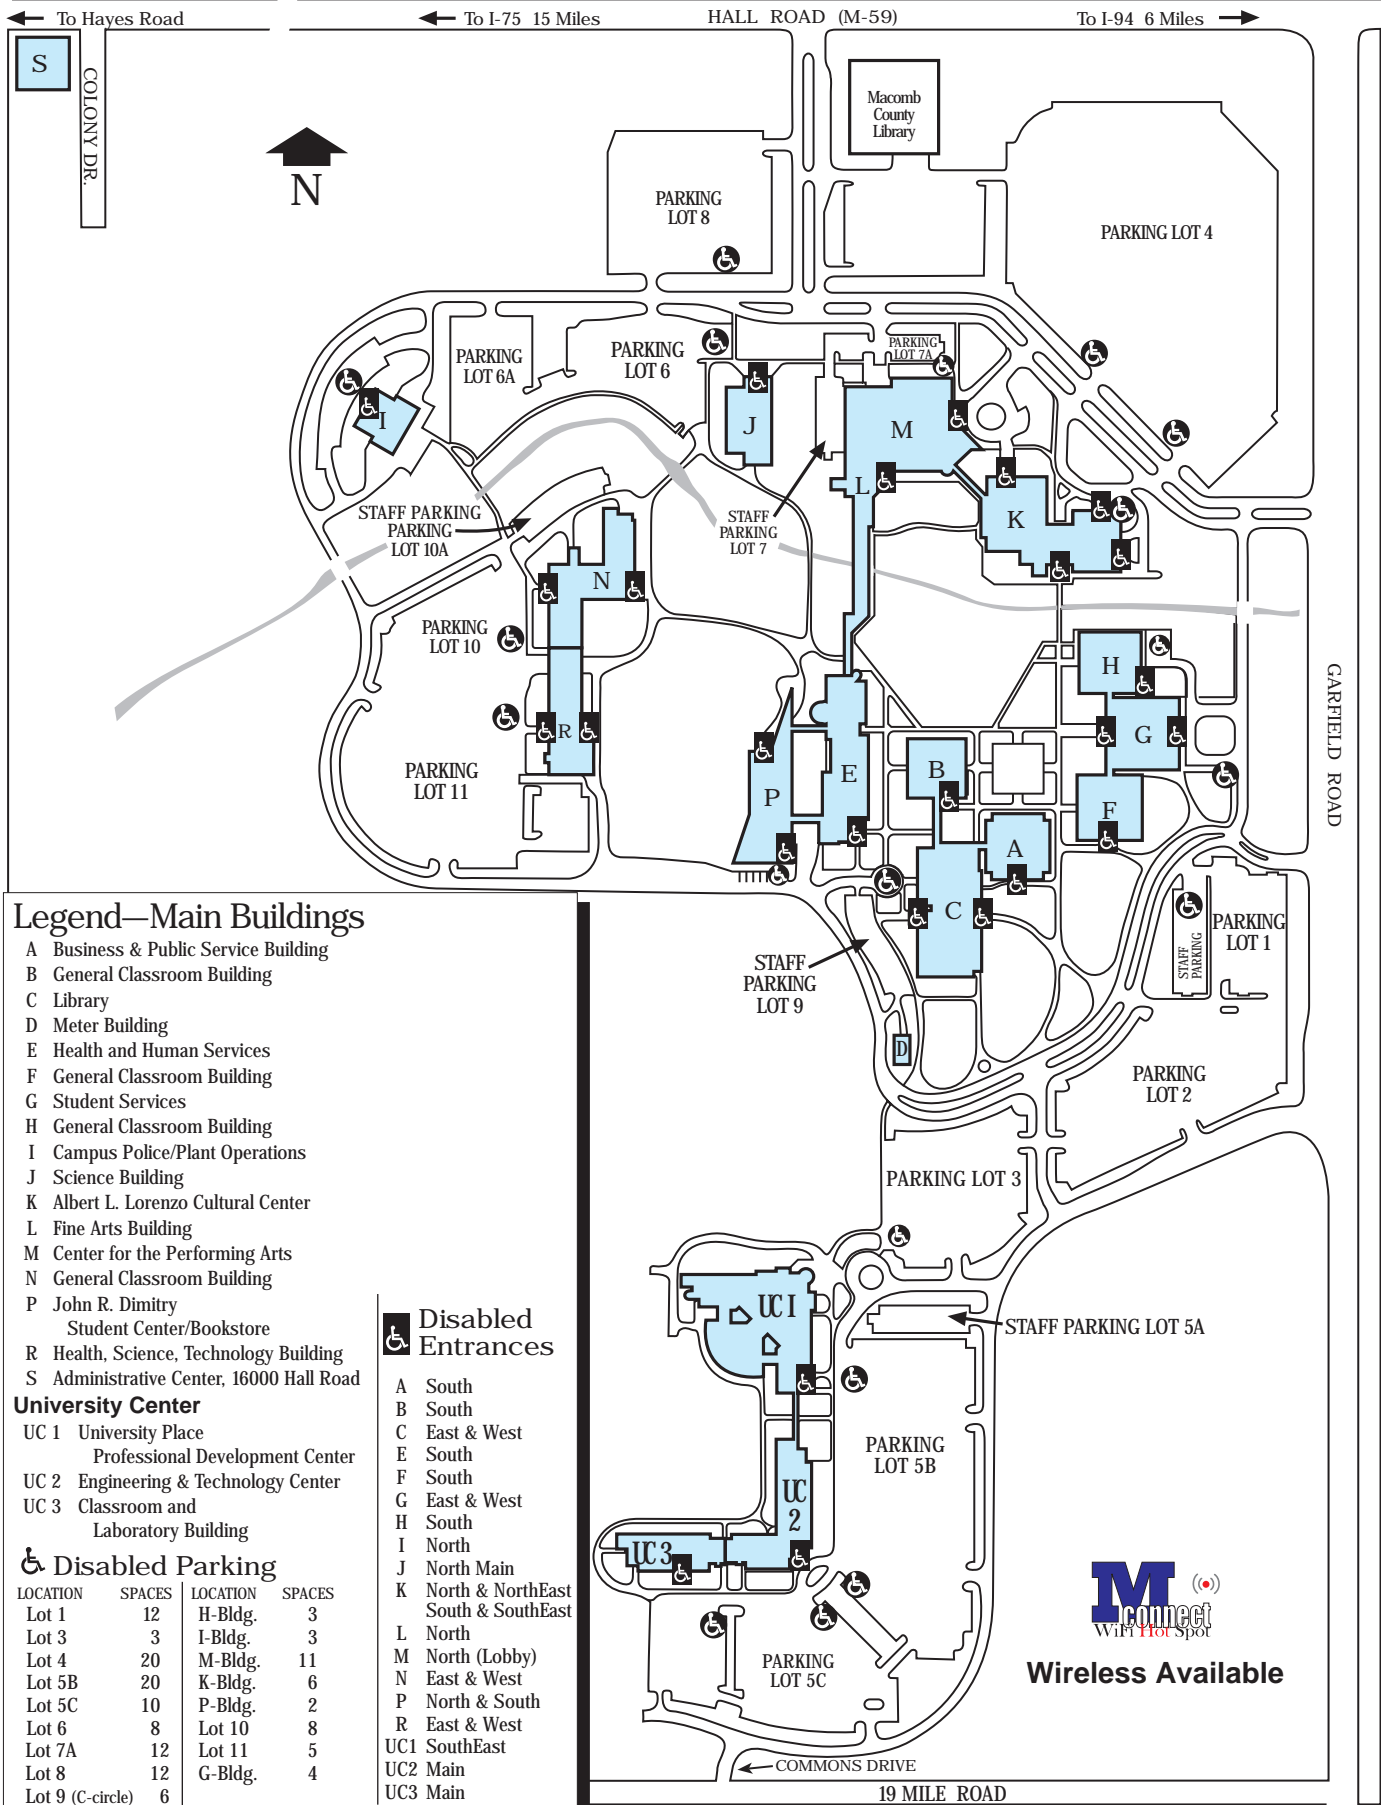 To Hayes Road
To I-75 15 Miles
HALL ROAD (M-59)
To I-94 6 Miles
S
COLONY DR.
N
Macomb
County
Library
PARKING
LOT 8
PARKING LOT 4
PARKING
LOT 6A
PARKING
LOT 6
PARKING
LOT 7A
I
J
M
L
K
STAFF PARKING
PARKING
LOT 10A
STAFF
PARKING
LOT 7
N
PARKING
LOT 10
H
GARFIELD ROAD
R
G
PARKING
LOT 11
P
E
B
F
A
C
STAFF
PARKING
PARKING
LOT 1
STAFF
PARKING
LOT 9
D
PARKING
LOT 2
PARKING LOT 3
UC 1
STAFF PARKING LOT 5A
PARKING
LOT 5B
UC
2
UC 3
PARKING
LOT 5C
COMMONS DRIVE
19 MILE ROAD
M
connect
WiFi Hot Spot
Wireless Available
Legend—Main Buildings
A Business & Public Service Building
B General Classroom Building
C Library
D Meter Building
E Health and Human Services
F General Classroom Building
G Student Services
H General Classroom Building
I Campus Police/Plant Operations
J Science Building
K Albert L. Lorenzo Cultural Center
L Fine Arts Building
M Center for the Performing Arts
N General Classroom Building
P John R. Dimitry
Student Center/Bookstore
R Health, Science, Technology Building
S Administrative Center, 16000 Hall Road
University Center
UC 1 University Place
Professional Development Center
UC 2 Engineering & Technology Center
UC 3 Classroom and
Laboratory Building
Disabled Parking
LOCATION SPACES LOCATION SPACES
Lot 1 12 H-Bldg. 3
Lot 3 3 I-Bldg. 3
Lot 4 20 M-Bldg. 11
Lot 5B 20 K-Bldg. 6
Lot 5C 10 P-Bldg. 2
Lot 6 8 Lot 10 8
Lot 7A 12 Lot 11 5
Lot 8 12 G-Bldg. 4
Lot 9 (C-circle) 6
Disabled
Entrances
A South
B South
C East & West
E South
F South
G East & West
H South
I North
J North Main
K North & NorthEast
South & SouthEast
L North
M North (Lobby)
N East & West
P North & South
R East & West
UC1 SouthEast
UC2 Main
UC3 Main